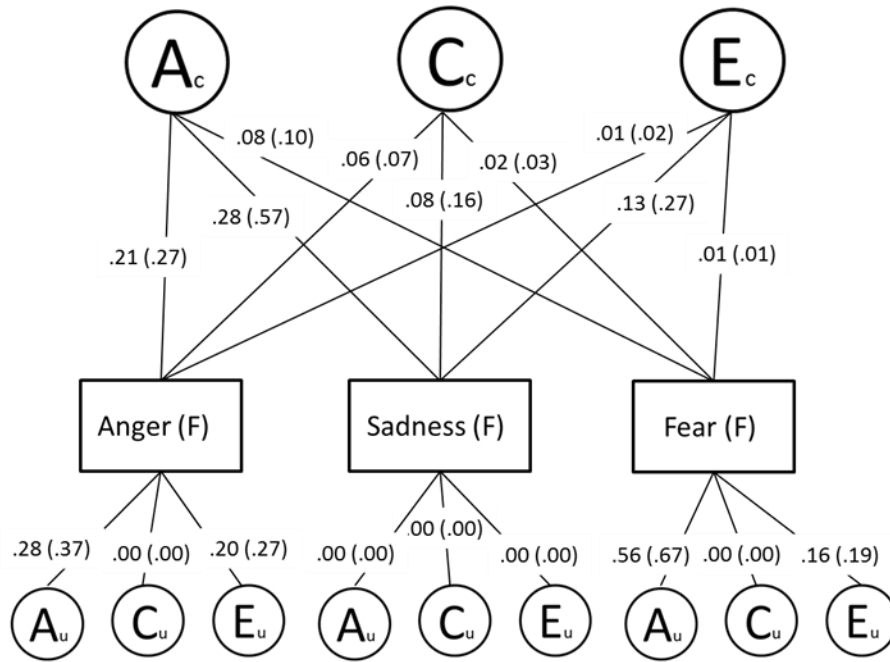 Ac Cc Ec
.08 (.10) .06 (.07) .02 (.03) .01 (.02)
.28 (.57) .08 (.16) .13 (.27)
.21 (.27) .01 (.01)
Anger (F) Sadness (F) Fear (F)
.28 (.37) .00 (.00) .20 (.27) .00 (.00) .00 (.00) .00 (.00) .56 (.67) .00 (.00) .16 (.19)
Au Cu Eu Au Cu Eu Au Cu Eu